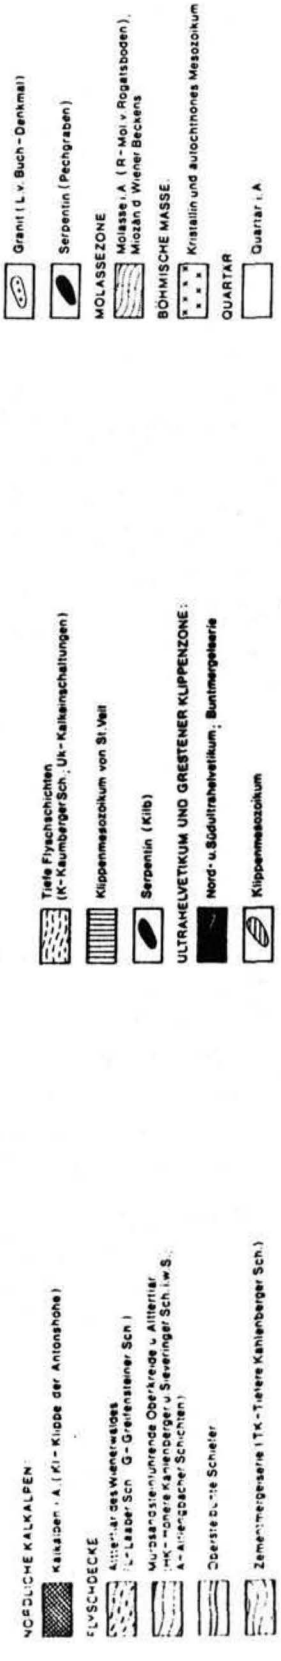 NÖRDLICHE KALKALPEN:
Kalkalpen i. A. (Kl - Klippe der Antonshöhe)
FLYSCHDECKE
Alttertiär des Wienerwaldes
(L - Laaber Sch. G - Greifensteiner Sch.)
Mürbsandsteinführende Oberkreide u. Alttertiär
(HK - Höhere Kahlenberger u. Sieveringer Sch. i.w.S.
A - Altlengbacher Schichten)
Oberste bunte Schiefer
Zementmergelserie (TK - Tiefere Kahlenberger Sch.)
Tiefe Flyschschichten
(K - Kaumberger Sch.; Uk - Kalkeinschaltungen)
Klippenmesozoikum von St. Veit
Serpentin (Kilb)
ULTRAHELVETIKUM UND GRESTENER KLIPPENZONE:
Nord- u. Südultrahelvetikum; Buntmergelserie
Klippenmesozoikum
Granit (L. v. Buch - Denkmal)
Serpentin (Pechgraben)
MOLASSEZONE
Molasse i. A. (R - Mol. v. Rogatsboden),
Miozän d. Wiener Beckens
BÖHMISCHE MASSE:
Kristallin und autochthones Mesozoikum
QUARTÄR
Quartär i. A.